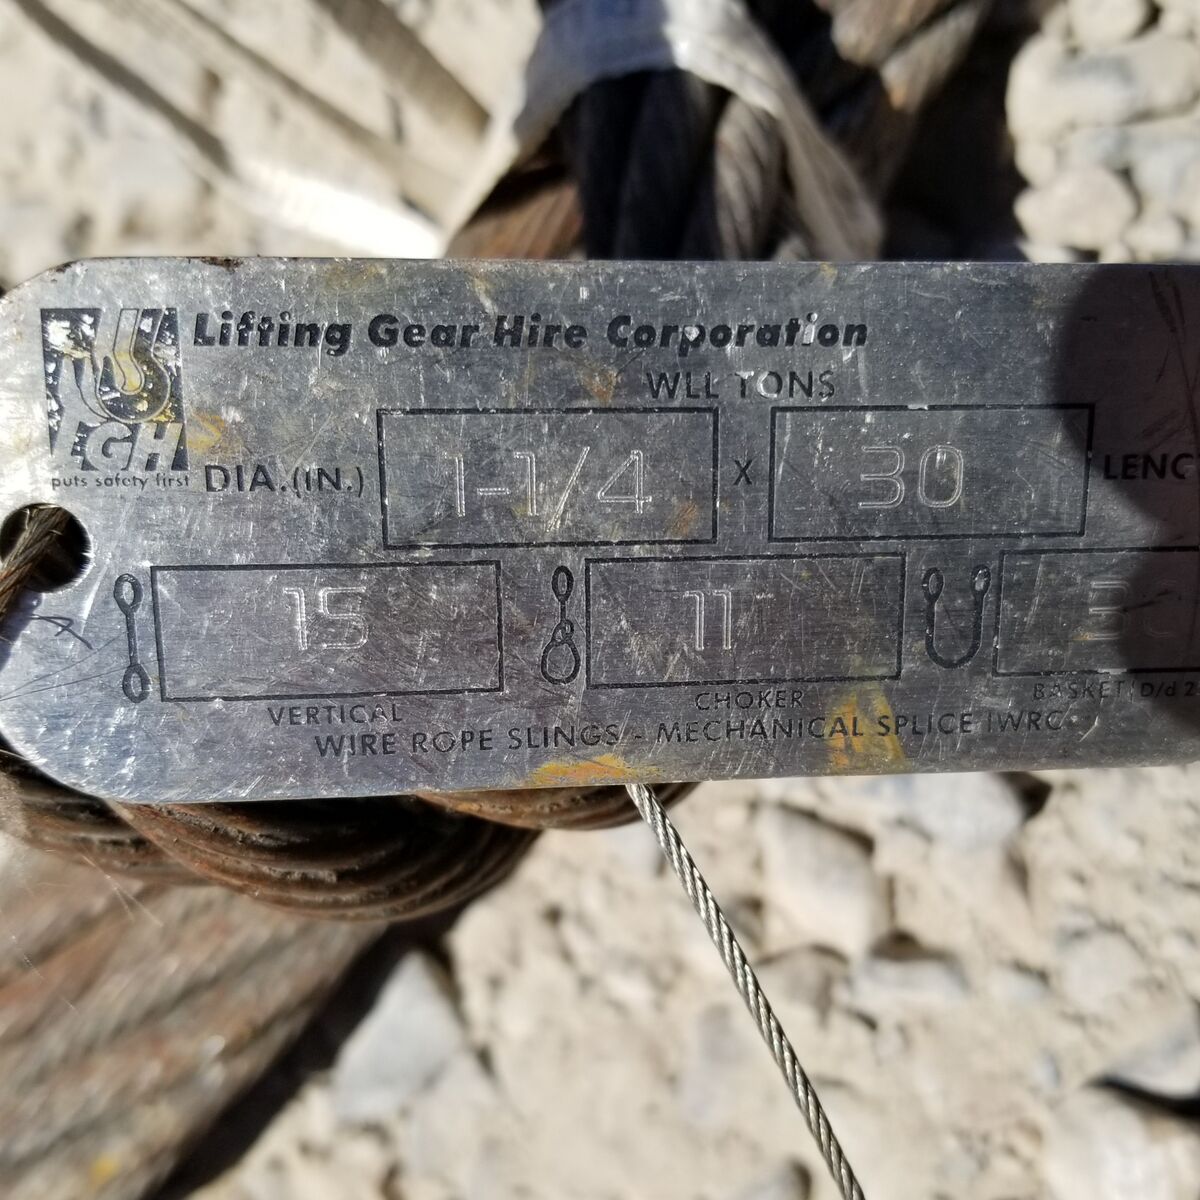 Lifting Gear Hire Corporation
LGH
puts safety first
WLL TONS
DIA.(IN.) 1-1/4 X 30
15 11
VERTICAL CHOKER BASKET (D/d
WIRE ROPE SLINGS - MECHANICAL SPLICE IWRC